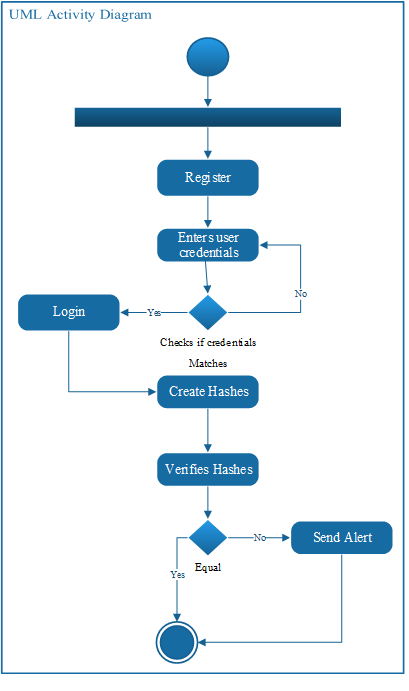 UML Activity Diagram
Register
Enters user
credentials
No
Login
Yes
Checks if credentials
Matches
Create Hashes
Verifies Hashes
No
Send Alert
Equal
Yes